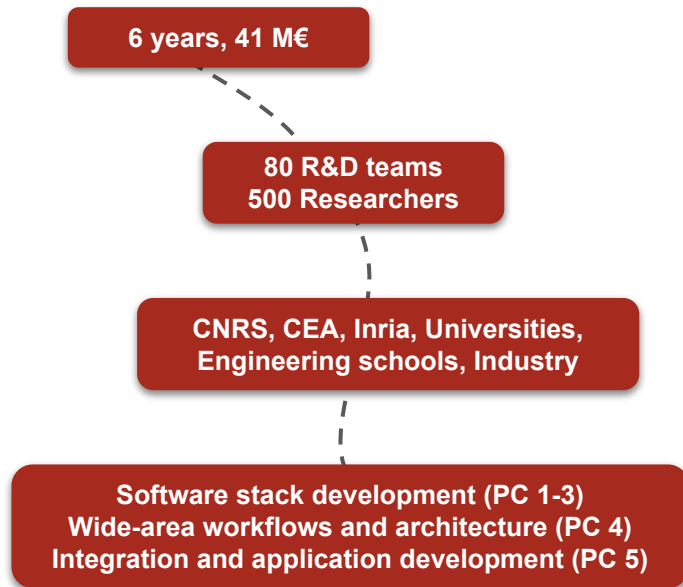 6 years, 41 M€
80 R&D teams
500 Researchers
CNRS, CEA, Inria, Universities,
Engineering schools, Industry
Software stack development (PC 1-3)
Wide-area workflows and architecture (PC 4)
Integration and application development (PC 5)